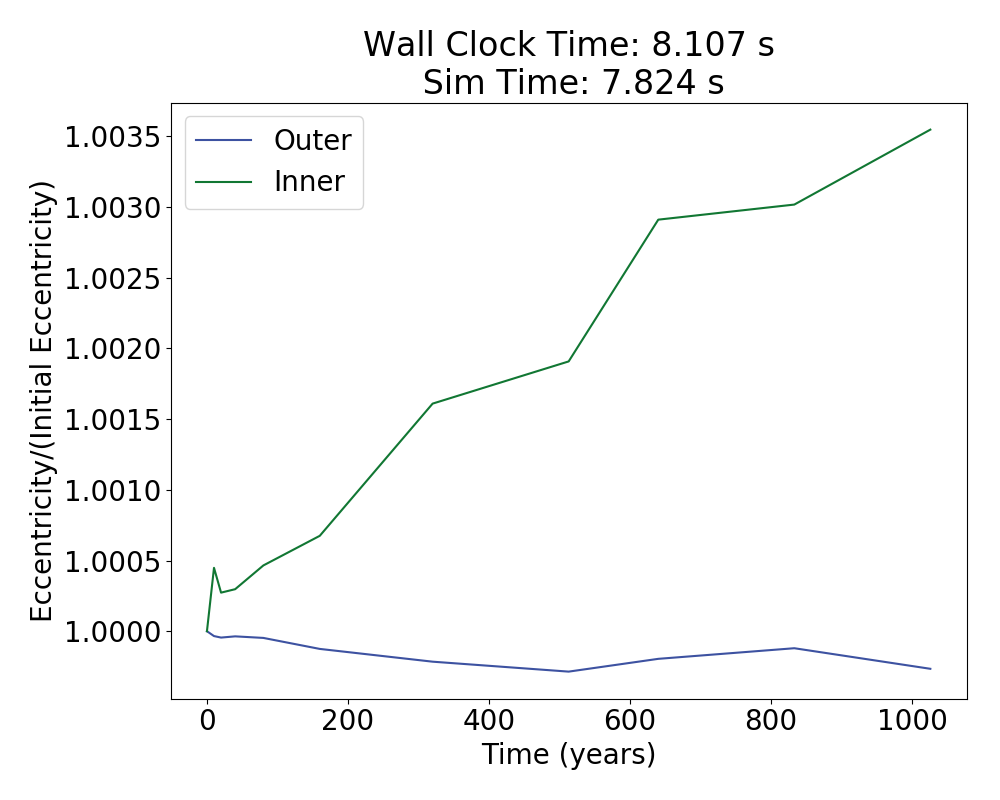 Wall Clock Time: 8.107 s
Sim Time: 7.824 s
Outer
Inner
Eccentricity/(Initial Eccentricity)
1.0035
1.0030
1.0025
1.0020
1.0015
1.0010
1.0005
1.0000
0 200 400 600 800 1000
Time (years)